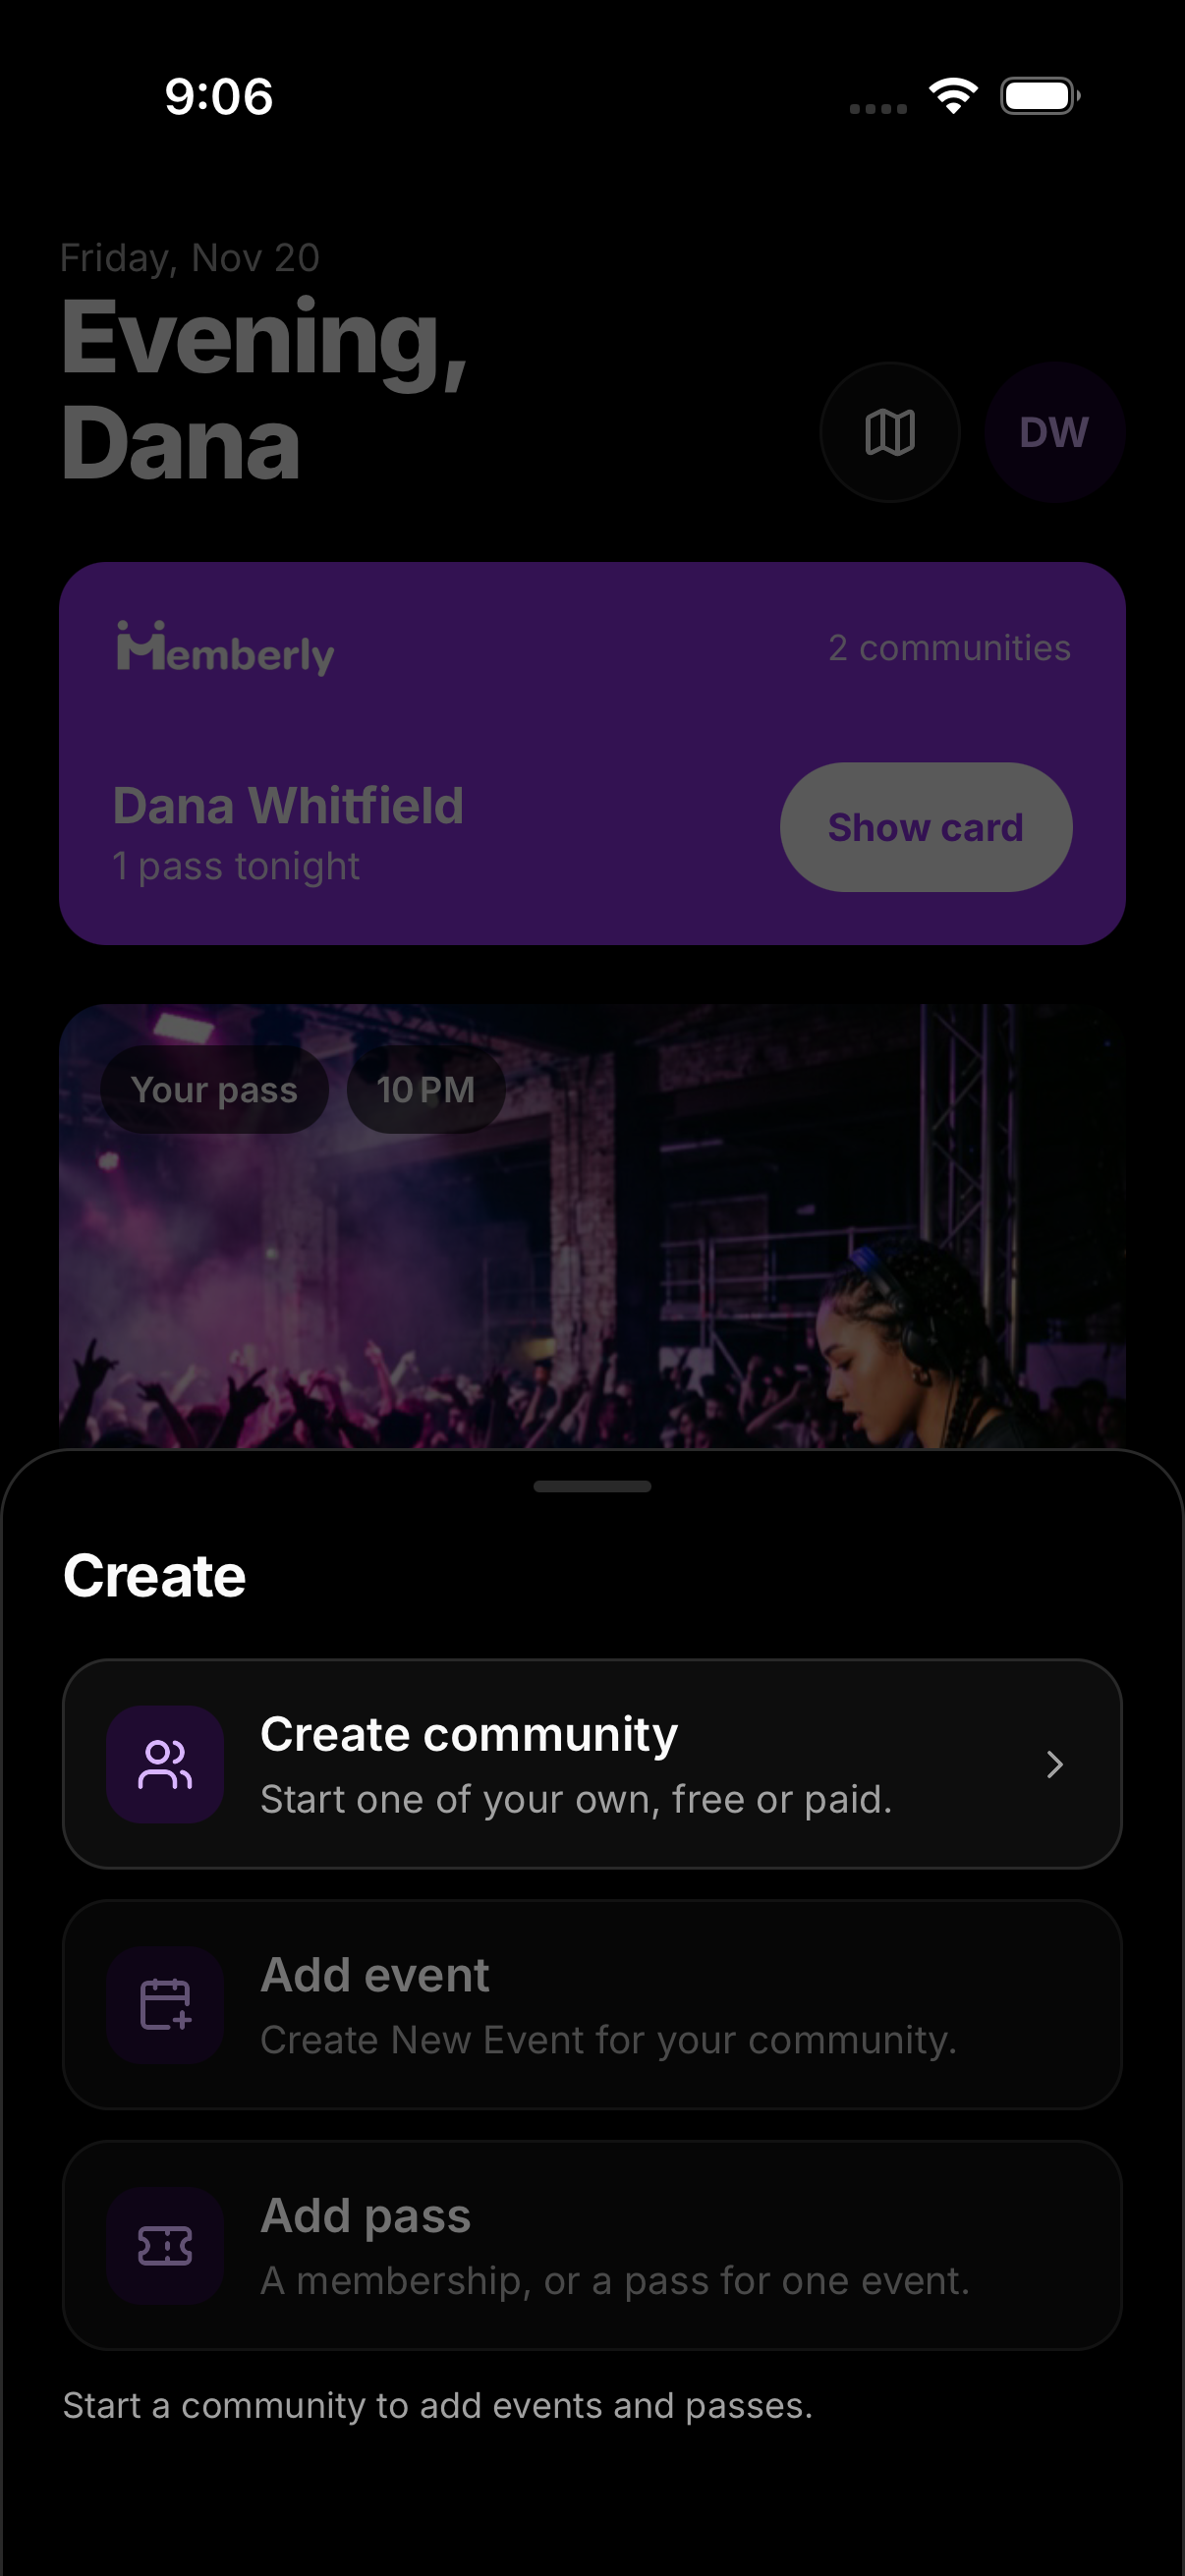 9:06
Friday, Nov 20
Evening,
Dana
DW
Memberly
2 communities
Dana Whitfield
1 pass tonight
Show card
Your pass
10 PM
Create
Create community
Start one of your own, free or paid.
Add event
Create New Event for your community.
Add pass
A membership, or a pass for one event.
Start a community to add events and passes.